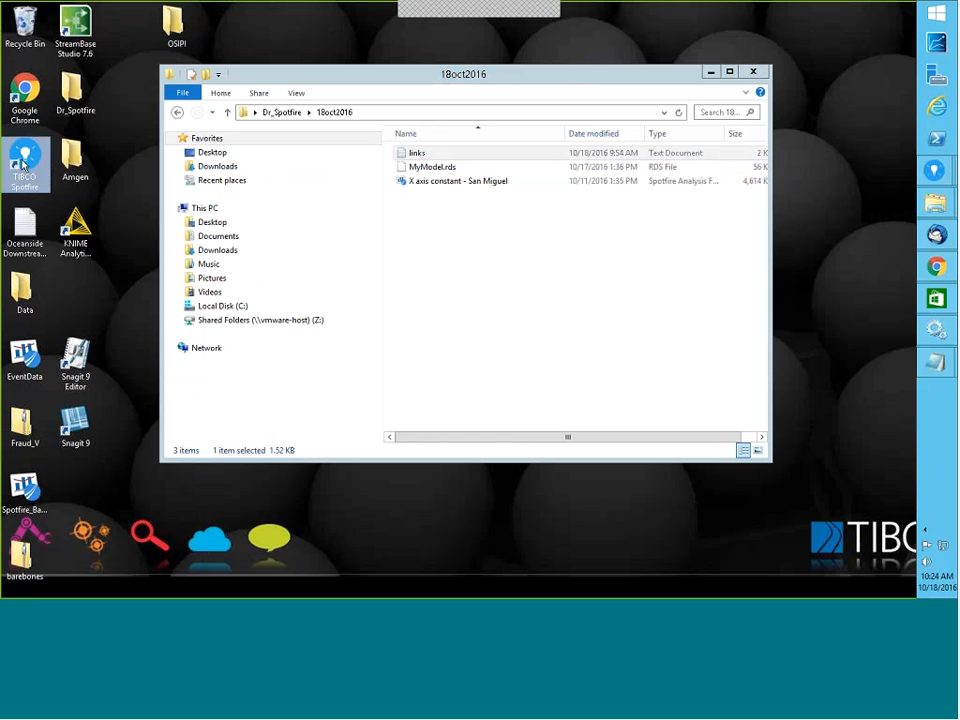 Recycle Bin
StreamBase
Studio 7.6
OSIPI
Google
Chrome
Dr_Spotfire
TIBCO
Spotfire
Amgen
Oceanside
Downstrea...
KNIME
Analyti...
Data
EventData
Snagit 9
Editor
Fraud_V
Snagit 9
Spotfire_Ba...
barebones
18oct2016
File
Home
Share
View
Dr_Spotfire
18oct2016
Search 18...
Favorites
Desktop
Downloads
Recent places
This PC
Desktop
Documents
Downloads
Music
Pictures
Videos
Local Disk (C:)
Shared Folders (\\vmware-host) (Z:)
Network
Name Date modified Type Size
links 10/18/2016 9:54 AM Text Document 2 K
MyModel.rds 10/17/2016 1:36 PM RDS File 56 K
X axis constant - San Miguel 10/11/2016 1:35 PM Spotfire Analysis F... 4,614 K
3 items 1 item selected 1.52 KB
TIBC
10:24 AM
10/18/2016